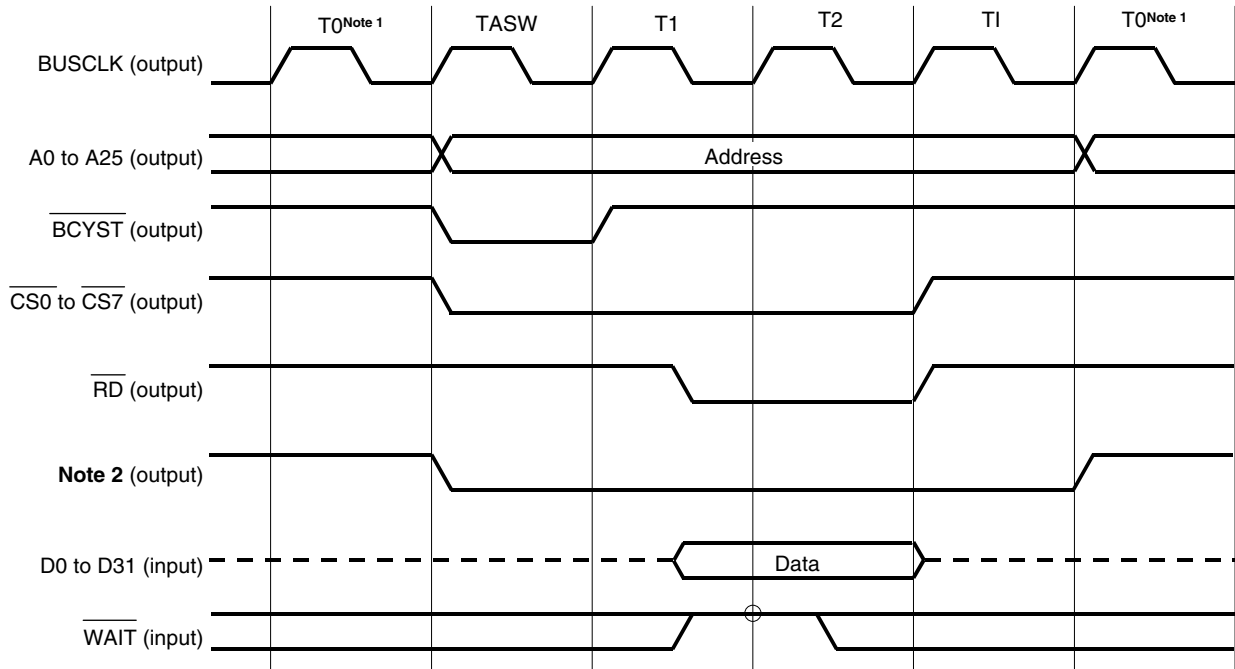 T0Note 1 TASW T1 T2 TI T0Note 1
BUSCLK (output)
A0 to A25 (output) Address
BCYST (output)
CS0 to CS7 (output)
RD (output)
Note 2 (output)
D0 to D31 (input) Data
WAIT (input)